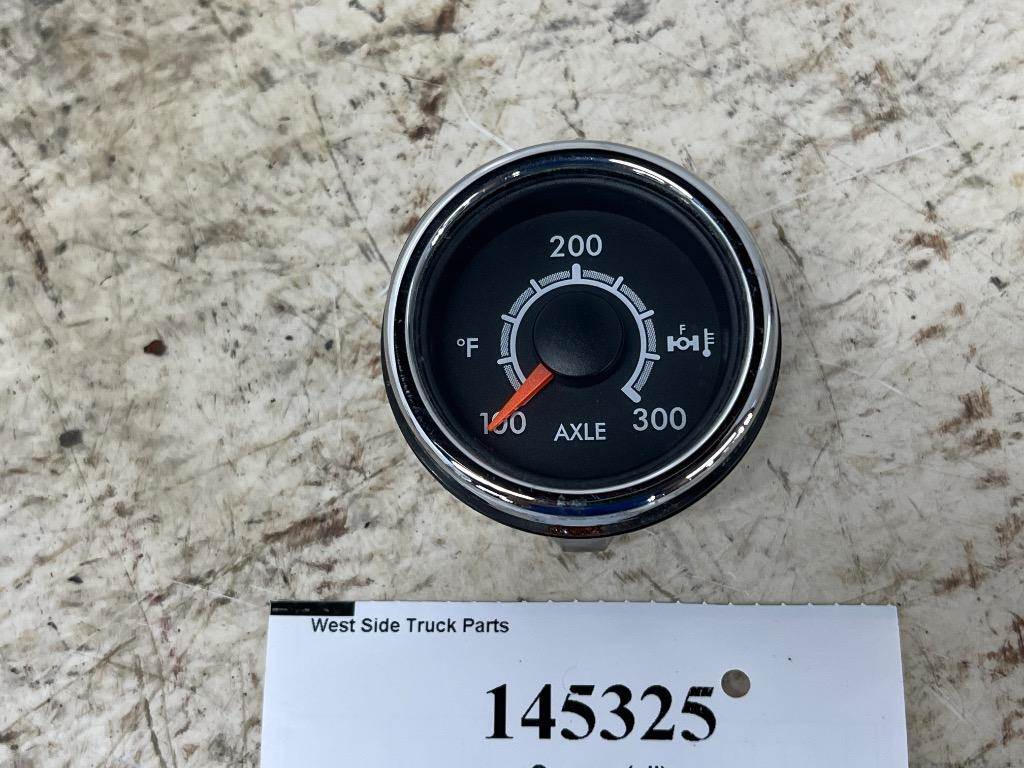 200
°F
F
100
AXLE
300
West Side Truck Parts
145325